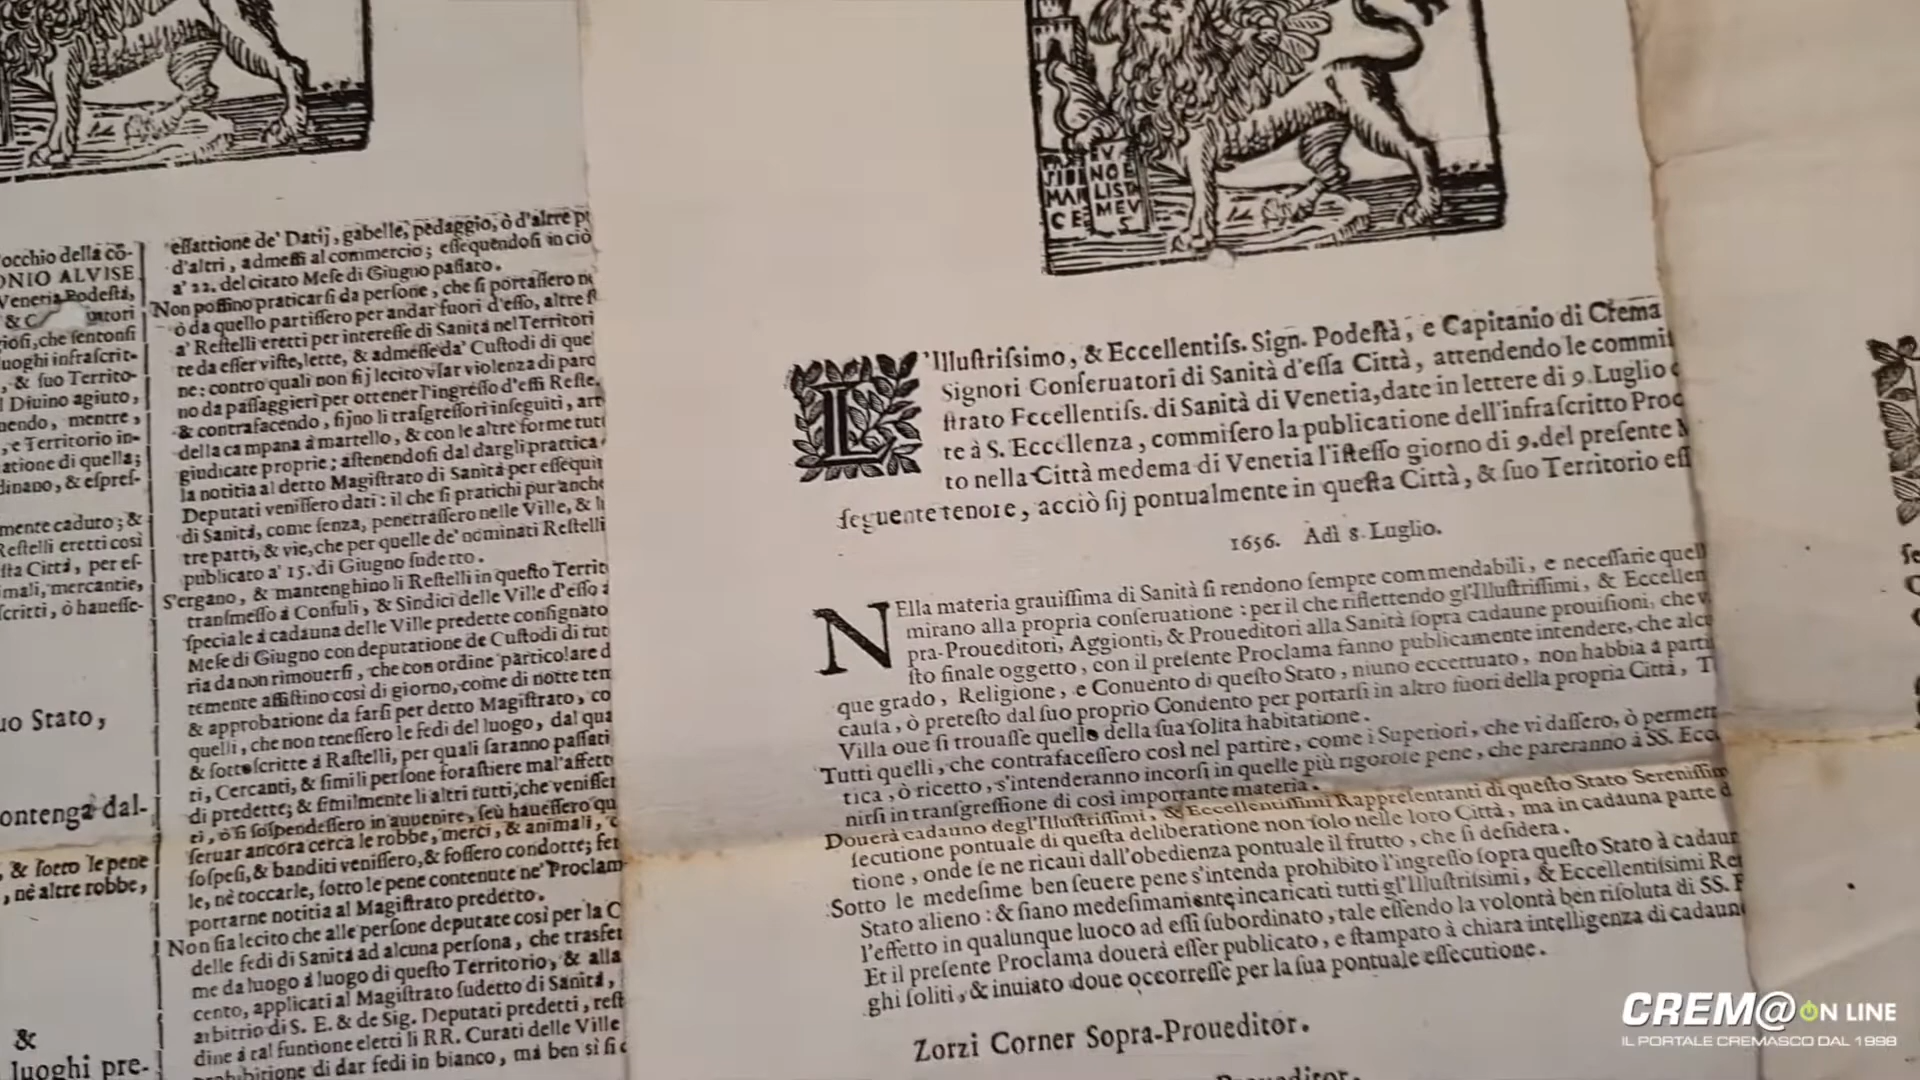 occhio della cō-
ONIO ALVISE
Venetia Podestà,
& C
giosi, che sentonsi
luoghi infrascrit-
, & suo Territo-
l Diuino agiuto,
nendo, mentre,
, e Territorio in-
atione di quella;
dinano, & espres-
mente caduto; &
Restelli eretti così
sta Città, per es-
imali, mercantie,
scritti, ò hauesse-
uo Stato,
ontenga dal-
, & sotto le pene
, nè altre robbe,
&
luoghi pre-
essattione de' Datij, gabelle, pedaggio, ò d'altre
d'altri, admessi al commercio; essequendosi in ciò
a' 22. del citato Mese di Giugno passato.
Non possino praticarsi da persone, che si portassero
ò da quello partissero per andar fuori d'esso, altre
a' Restelli eretti per interesse di Sanità nel Territori
te da esser viste, lette, & admesse da' Custodi di que
ne: contro quali non sij lecito vsar violenza di paro
no da passaggieri per ottener l'ingresso d'essi Reste,
& contrafacendo, sijno li trasgressori inseguiti, art
della campana à martello, & con le altre forme tut
giudicate proprie; astenendosi dal dargli prattica
la notitia al detto Magistrato di Sanità per essequit
Deputati venissero dati: il che si pratichi pur anche
di Sanità, come senza, penetrassero nelle Ville, & l
tre parti, & vie, che per quelle de' nominati Restelli
publicato a' 15. di Giugno sudetto.
S'ergano, & mantenghino li Restelli in questo Territ
transmesso à Consuli, & Sindici delle Ville d'esso
speciale à cadauna delle Ville predette consignato
Mese di Giugno con deputatione de Custodi di tut
ria da non rimouersi, che con ordine particolare d
temente assistino così di giorno, come di notte ten
& approbatione da farsi per detto Magistrato, co
quelli, che non tenessero le fedi del luogo, dal qua
& sottoscritte á Rastelli, per quali saranno passati
ti, Cercanti, & simili persone forastiere mal'affett
di predette; & similmente li altri tutti, che venisser
ti, ò si sospendessero in auuenire, seù hauessero qu
seruar ancora cerca le robbe, merci, & animali,
sospesi, & banditi venissero, & fossero condotte; ser
le, nè toccarle, sotto le pene contenute ne' Proclam
portarne notitia al Magistrato predetto.
Non sia lecito che alle persone deputate così per la C
delle fedi di Sanità ad alcuna persona, che trasfer
me da luogo á luogo di questo Territorio, & alla
cento, applicati al Magistrato sudetto di Sanità,
arbitrio di S. E. & de Sig. Deputati predetti, rest
dine á tal funtione eletti li RR. Curati delle Ville
prohibitione di dar fedi in bianco, má ben sì si
EV
NGE
LISTA
MEV
S
L'Illustrissimo, & Eccellentiss. Sign. Podestà, e Capitanio di Crema
Signori Conseruatori di Sanità d'essa Città, attendendo le commit
strato Eccellentiss. di Sanità di Venetia, date in lettere di 9. Luglio
te à S. Eccellenza, commisero la publicatione dell'infrascritto Proc
to nella Città medema di Venetia l'istesso giorno di 9. del presente
seguente tenore, acciò sij pontualmente in questa Città, & suo Territorio ess
1656. Adì 8. Luglio.
NElla materia grauissima di Sanità si rendono sempre commendabili, e necessarie quell
mirano alla propria conseruatione: per il che riflettendo gl'Illustrissimi, & Eccellen
pra-Proueditori, Aggionti, & Proueditori alla Sanità sopra cadaune prouisioni, che
sto finale oggetto, con il presente Proclama fanno publicamente intendere, che alc
que grado, Religione, e Conuento di questo Stato, niuno eccettuato, non habbia à parti
causa, ò pretesto dal suo proprio Condento per portarsi in altro fuori della propria Città, T
Villa oue si trouasse quello della sua solita habitatione.
Tutti quelli, che contrafacessero così nel partire, come i Superiori, che vi dassero, ò permett
tica, ò ricetto, s'intenderanno incorsi in quelle più rigorose pene, che pareranno à SS. Ecc
nirsi in transgressione di così importante materia.
Douerà cadauno degl'Illustrissimi, & Eccellentissimi Rappresentanti di questo Stato Serenissim
secutione pontuale di questa deliberatione non solo nelle loro Città, ma in cadauna parte d
tione, onde se ne ricaui dall'obedienza pontuale il frutto, che si desidera.
Sotto le medesime ben seuere pene s'intenda prohibito l'ingresso sopra questo Stato à cadaun
Stato alieno: & siano medesimamente incaricati tutti gl'Illustrissimi, & Eccellentissimi Re
l'effetto in qualunque luoco ad essi subordinato, tale essendo la volontà ben risoluta di SS. E
Et il presente Proclama douerà esser publicato, e stampato à chiara intelligenza di cadaun
ghi soliti, & inuiato doue occorresse per la sua pontuale essecutione.
Zorzi Corner Sopra-Proueditor.
CREM@ON LINE
IL PORTALE CREMASCO DAL 1998